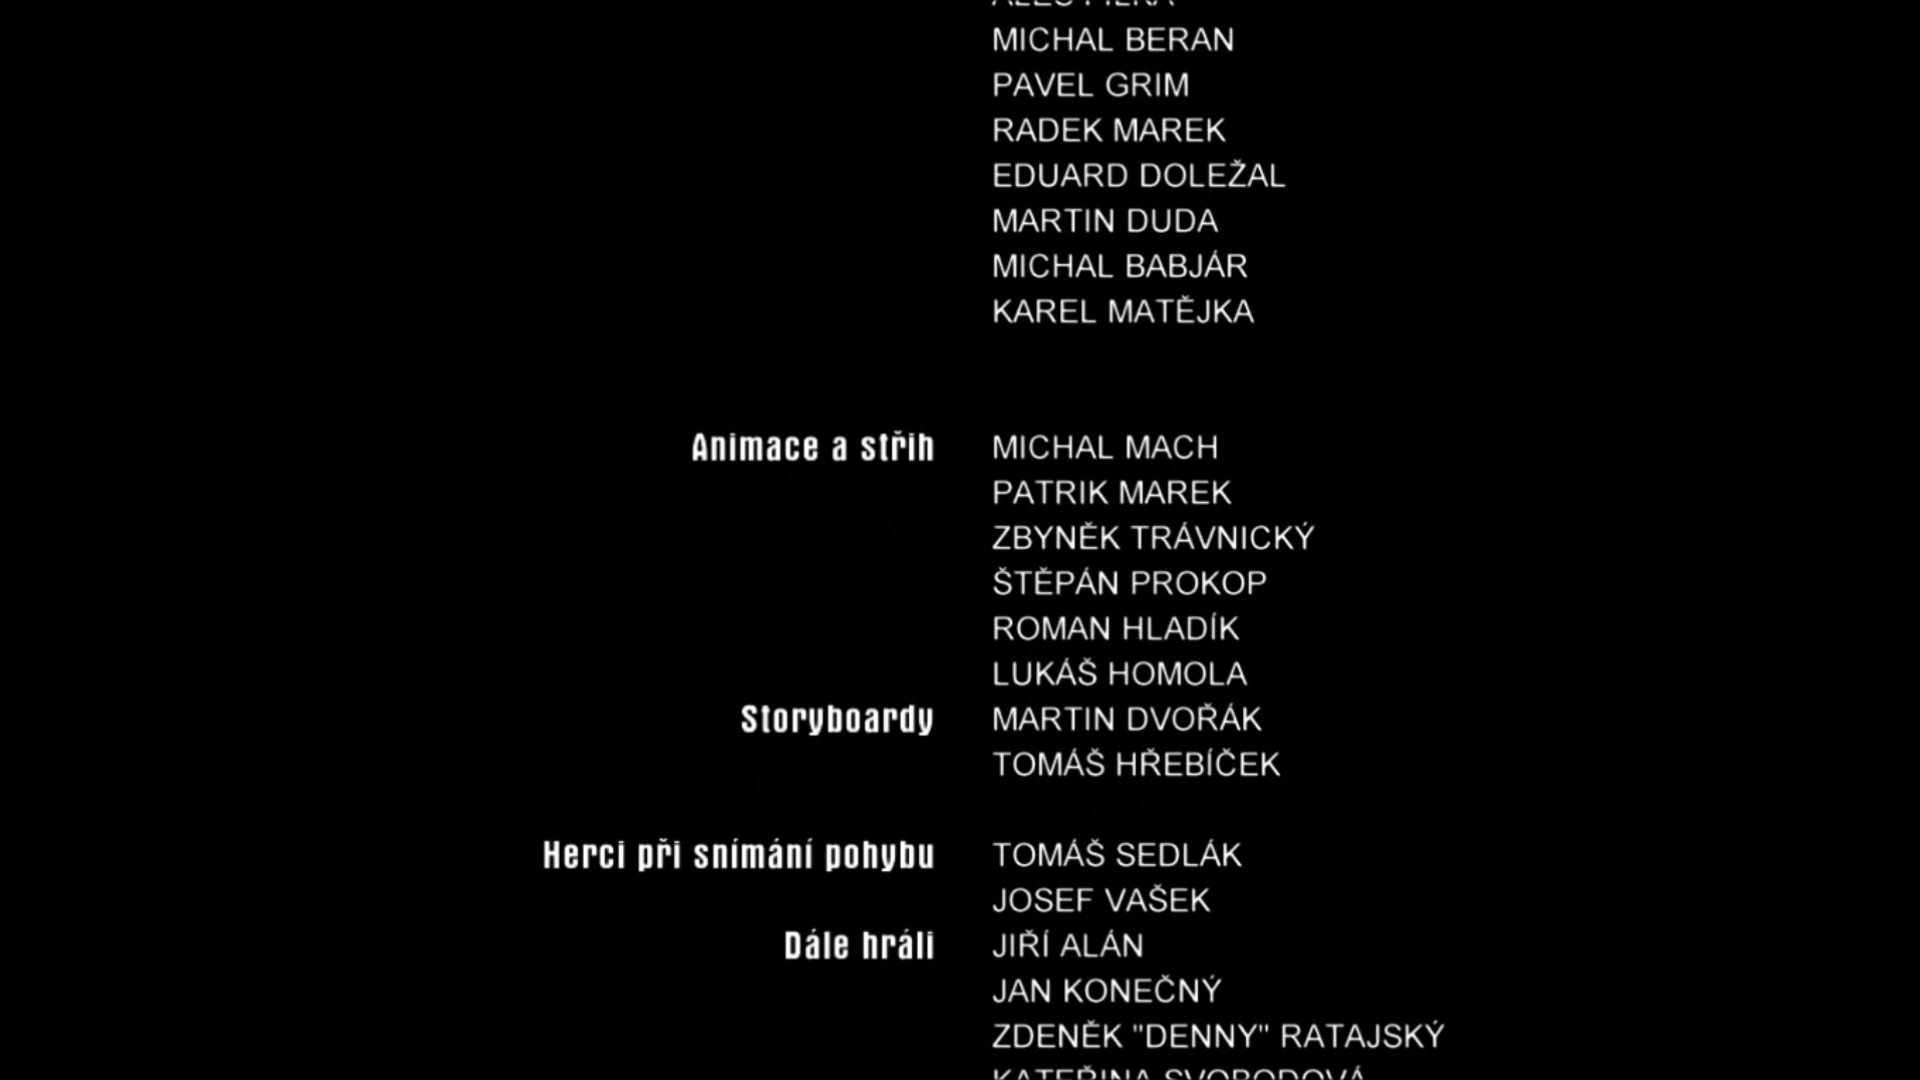 MICHAL BERAN
PAVEL GRIM
RADEK MAREK
EDUARD DOLEŽAL
MARTIN DUDA
MICHAL BABJÁR
KAREL MATĚJKA
Animace a střih MICHAL MACH
PATRIK MAREK
ZBYNĚK TRÁVNICKÝ
ŠTĚPÁN PROKOP
ROMAN HLADÍK
LUKÁŠ HOMOLA
Storyboardy MARTIN DVOŘÁK
TOMÁŠ HŘEBÍČEK
Herci při snímání pohybu TOMÁŠ SEDLÁK
JOSEF VAŠEK
Dále hráli JIŘÍ ALÁN
JAN KONEČNÝ
ZDENĚK "DENNY" RATAJSKÝ
KATEŘINA SVOBODOVÁ